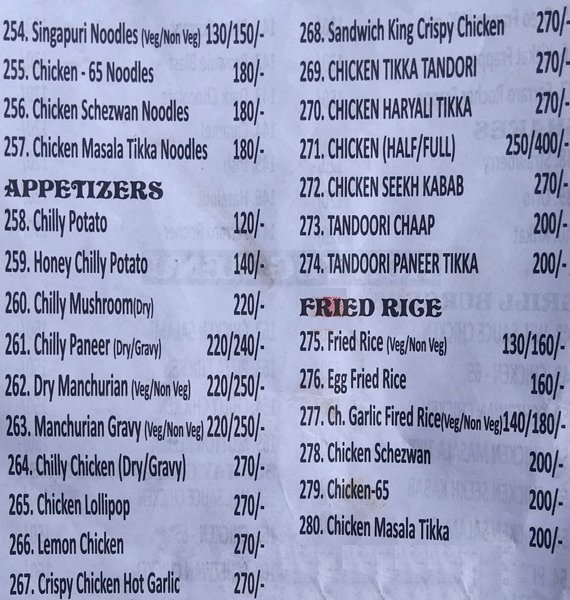 254. Singapuri Noodles (Veg/Non Veg) 130/150/-
255. Chicken - 65 Noodles 180/-
256. Chicken Schezwan Noodles 180/-
257. Chicken Masala Tikka Noodles 180/-
APPETIZERS
258. Chilly Potato 120/-
259. Honey Chilly Potato 140/-
260. Chilly Mushroom(Dry) 220/-
261. Chilly Paneer (Dry/Gravy) 220/240/-
262. Dry Manchurian (Veg/Non Veg) 220/250/-
263. Manchurian Gravy (Veg/Non Veg) 220/250/-
264. Chilly Chicken (Dry/Gravy) 270/-
265. Chicken Lollipop 270/-
266. Lemon Chicken 270/-
267. Crispy Chicken Hot Garlic 270/-
268. Sandwich King Crispy Chicken 270/-
269. CHICKEN TIKKA TANDORI 270/-
270. CHICKEN HARYALI TIKKA 270/-
271. CHICKEN (HALF/FULL) 250/400/-
272. CHICKEN SEEKH KABAB 270/-
273. TANDOORI CHAAP 200/-
274. TANDOORI PANEER TIKKA 200/-
FRIED RICE
275. Fried Rice (Veg/Non Veg) 130/160/-
276. Egg Fried Rice 160/-
277. Ch. Garlic Fired Rice(Veg/Non Veg) 140/180/-
278. Chicken Schezwan 200/-
279. Chicken-65 200/-
280. Chicken Masala Tikka 200/-